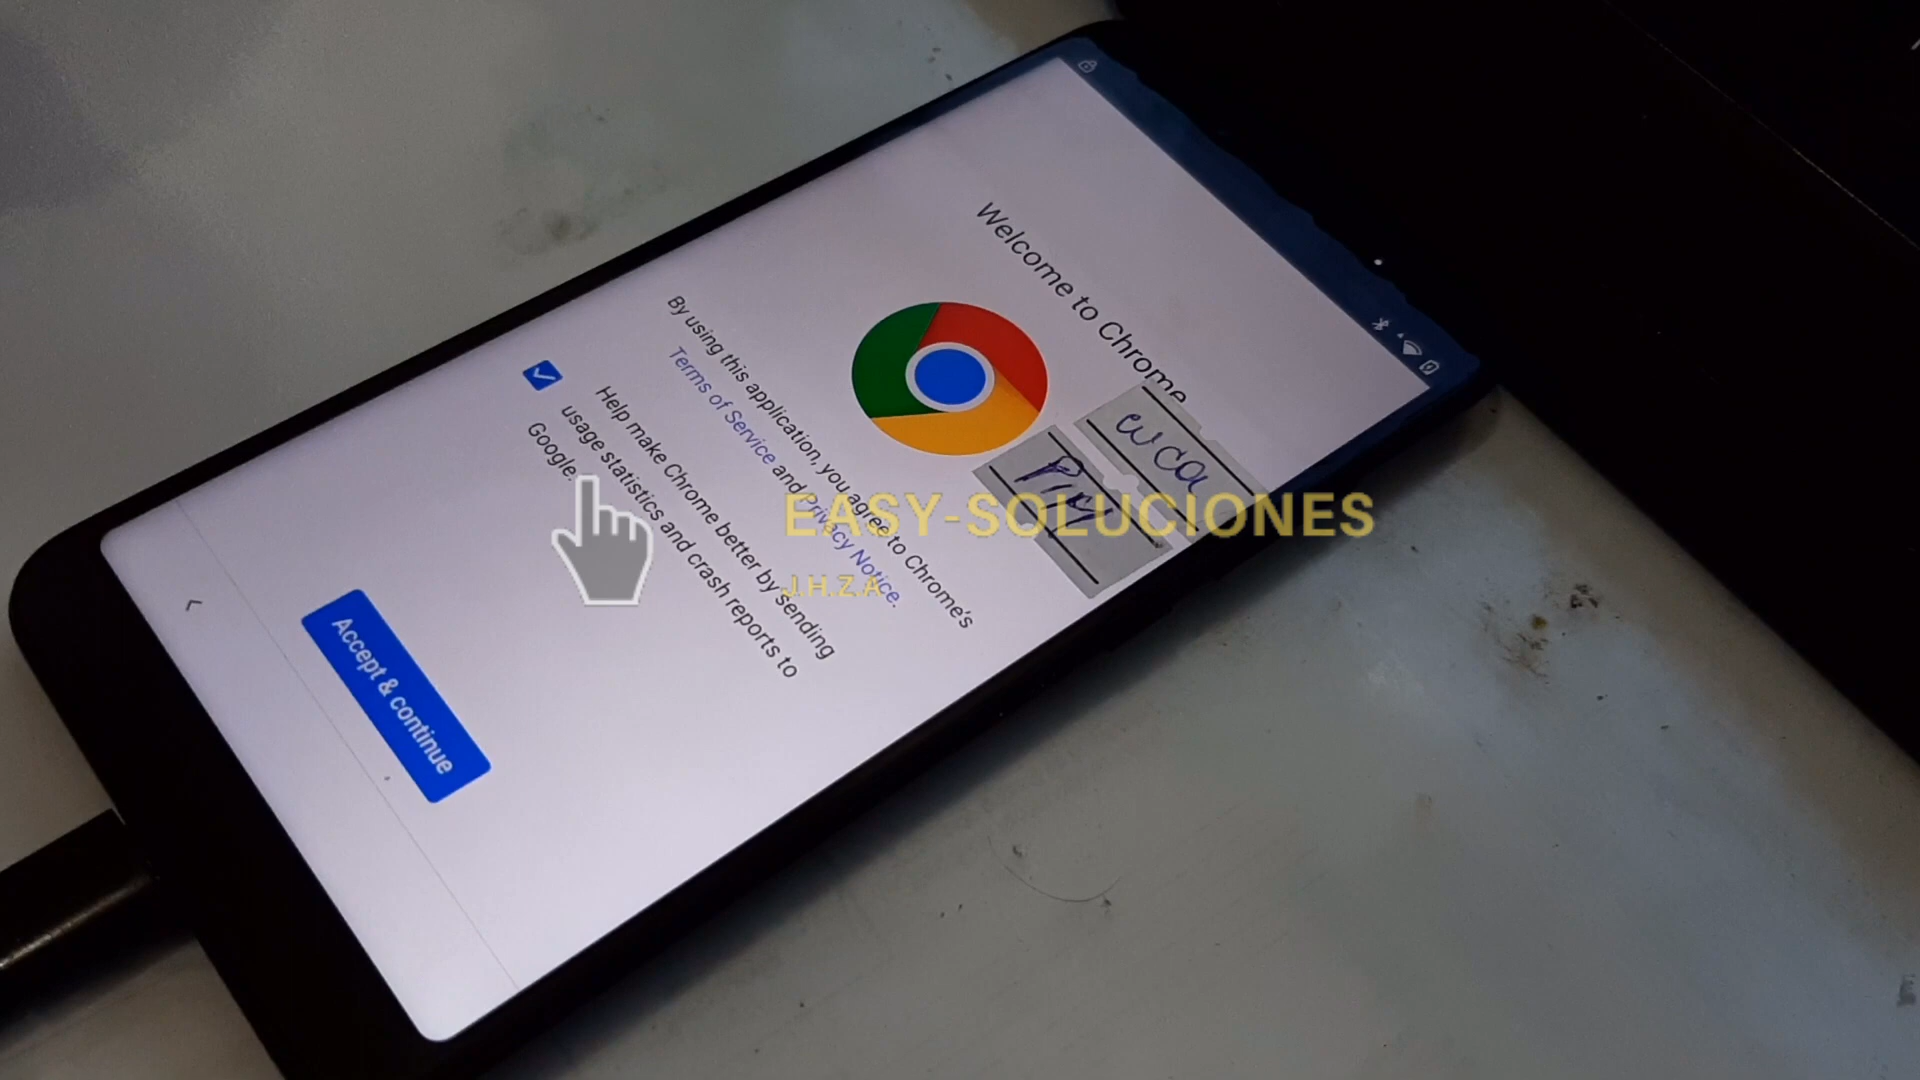 Welcome to Chrome
By using this application, you agree to Chrome's
Terms of Service and Privacy Notice.
Help make Chrome better by sending
usage statistics and crash reports to
Google.
Accept & continue
EASY-SOLUCIONES
J.H.Z.A